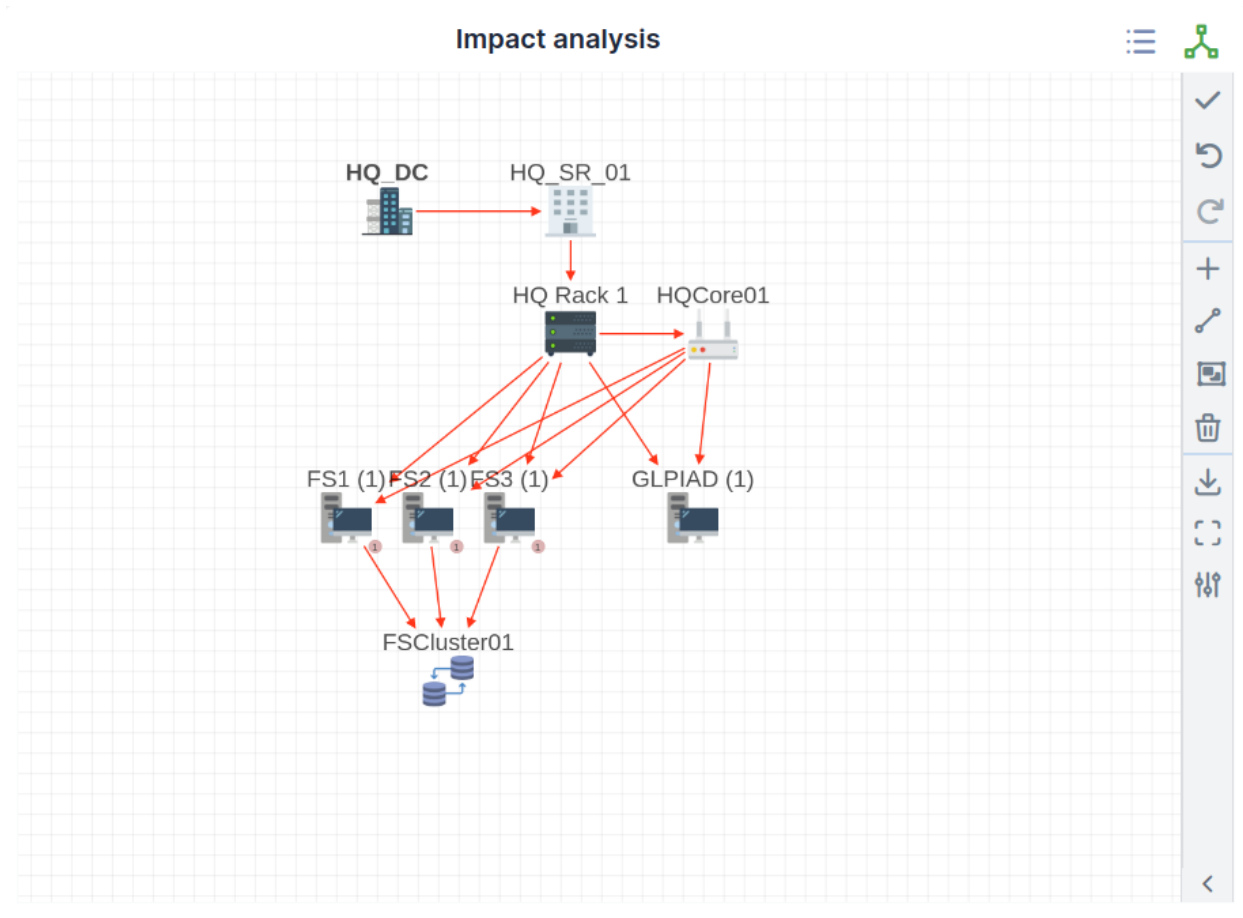 Impact analysis
HQ_DC
HQ_SR_01
HQ Rack 1
HQCore01
FS1 (1)
FS2 (1)
FS3 (1)
GLPIAD (1)
1
1
1
FSCluster01